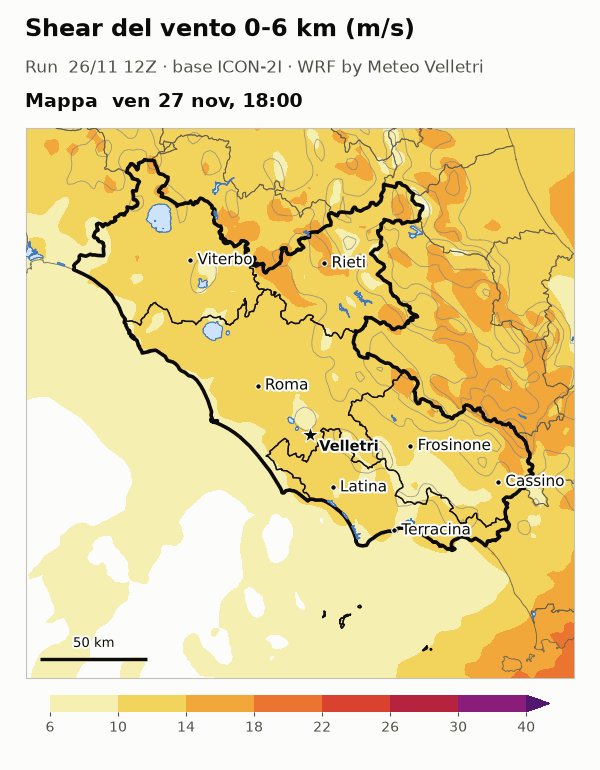 Shear del vento 0-6 km (m/s)
Run  26/11 12Z · base ICON-2I · WRF by Meteo Velletri
Mappa  ven 27 nov, 18:00
Viterbo
Rieti
Roma
Velletri
Frosinone
Cassino
Latina
Terracina
50 km
6 10 14 18 22 26 30 40